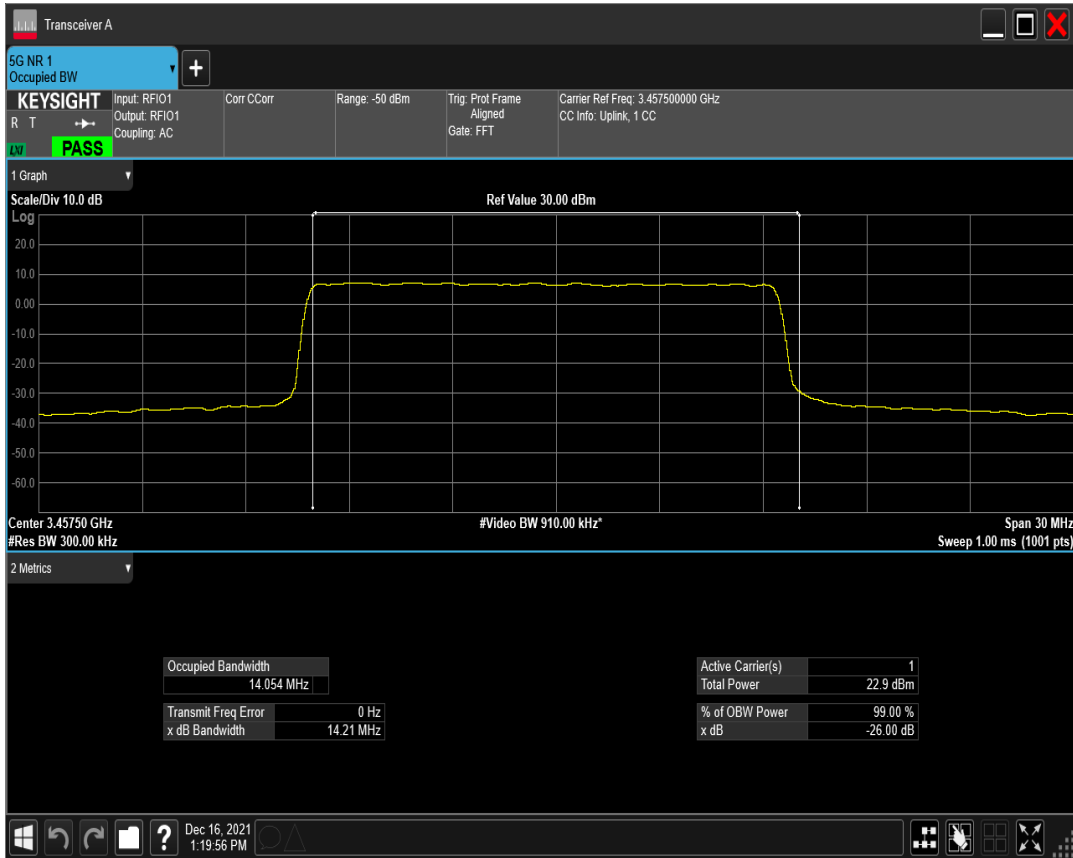 Transceiver A
5G NR 1
Occupied BW
+
KEYSIGHT
R T
LXI
PASS
Input: RFIO1
Output: RFIO1
Coupling: AC
Corr CCorr
Range: -50 dBm
Trig: Prot Frame
Aligned
Gate: FFT
Carrier Ref Freq: 3.457500000 GHz
CC Info: Uplink, 1 CC
1 Graph
Scale/Div 10.0 dB
Ref Value 30.00 dBm
Log
20.0
10.0
0.00
-10.0
-20.0
-30.0
-40.0
-50.0
-60.0
Center 3.45750 GHz
#Video BW 910.00 kHz*
Span 30 MHz
#Res BW 300.00 kHz
Sweep 1.00 ms (1001 pts)
2 Metrics
Occupied Bandwidth
14.054 MHz
Transmit Freq Error 0 Hz
x dB Bandwidth 14.21 MHz
Active Carrier(s) 1
Total Power 22.9 dBm
% of OBW Power 99.00 %
x dB -26.00 dB
?
Dec 16, 2021
1:19:56 PM